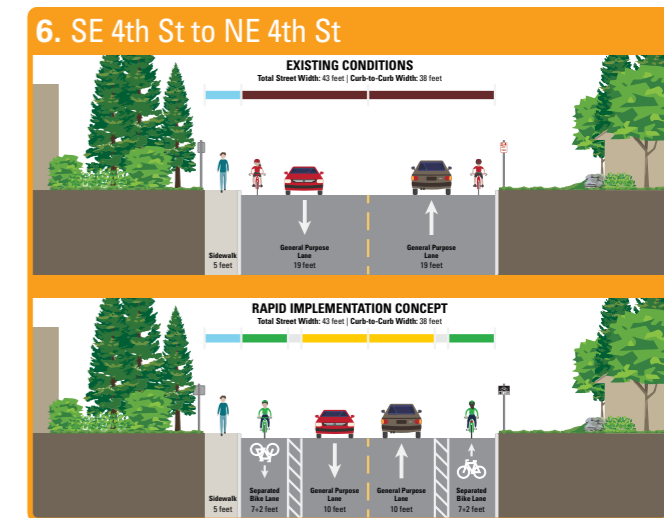 6. SE 4th St to NE 4th St
EXISTING CONDITIONS
Total Street Width: 43 feet | Curb-to-Curb Width: 38 feet
Sidewalk
5 feet
General Purpose
Lane
19 feet
General Purpose
Lane
19 feet
RAPID IMPLEMENTATION CONCEPT
Total Street Width: 43 feet | Curb-to-Curb Width: 38 feet
Sidewalk
5 feet
Separated
Bike Lane
7+2 feet
General Purpose
Lane
10 feet
General Purpose
Lane
10 feet
Separated
Bike Lane
7+2 feet